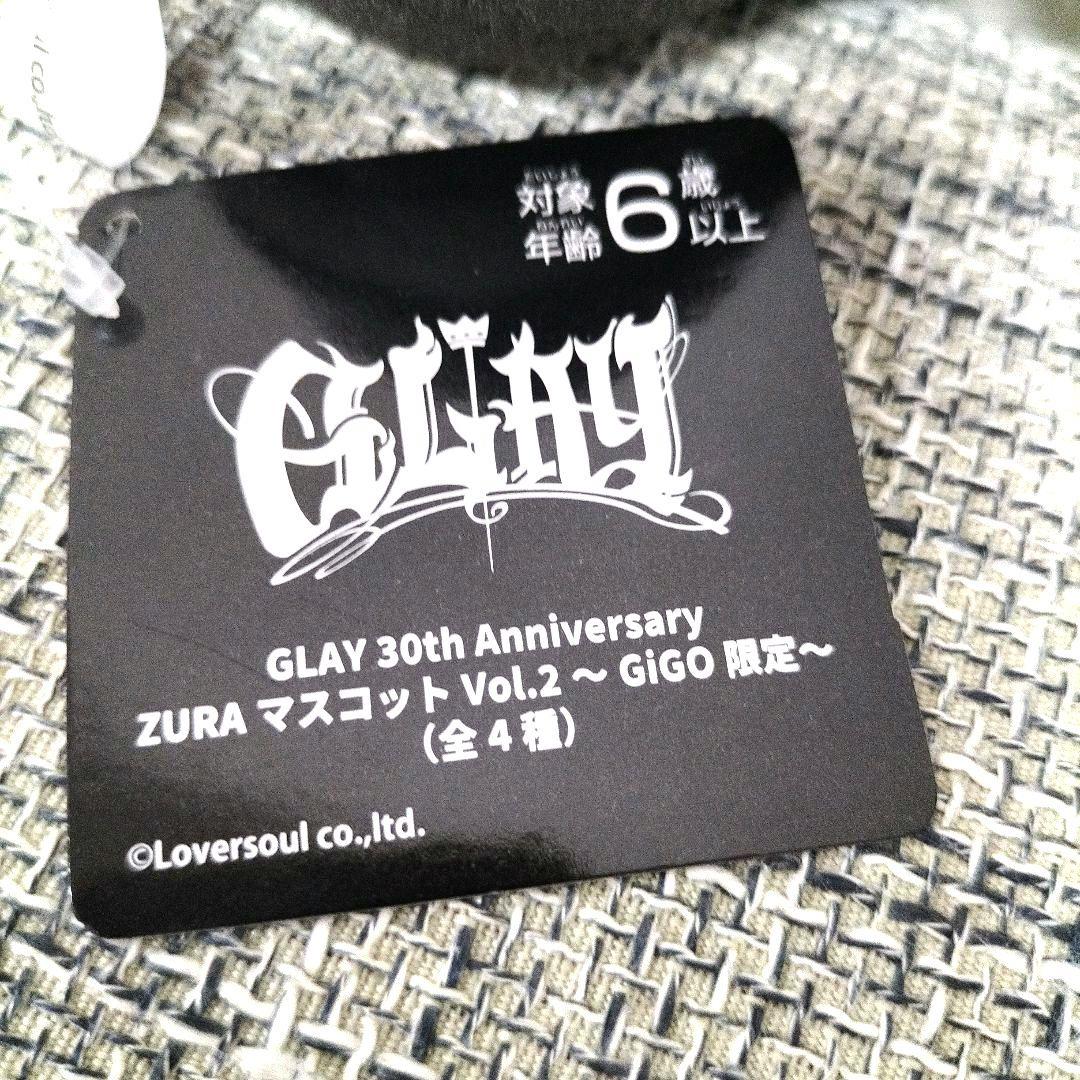 対象年齢 6歳以上
GLAY
GLAY 30th Anniversary
ZURA マスコット Vol.2 ～ GiGO 限定～
（全 4 種）
©Loversoul co.,ltd.